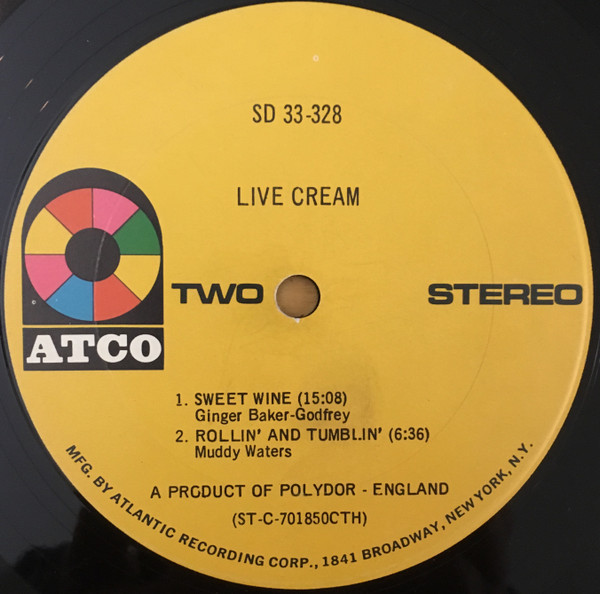 SD 33-328
LIVE CREAM
TWO
STEREO
ATCO
1. SWEET WINE (15:08)
Ginger Baker-Godfrey
2. ROLLIN' AND TUMBLIN' (6:36)
Muddy Waters
A PRODUCT OF POLYDOR - ENGLAND
(ST-C-701850CTH)
MFG. BY ATLANTIC RECORDING CORP., 1841 BROADWAY, NEW YORK, N.Y.